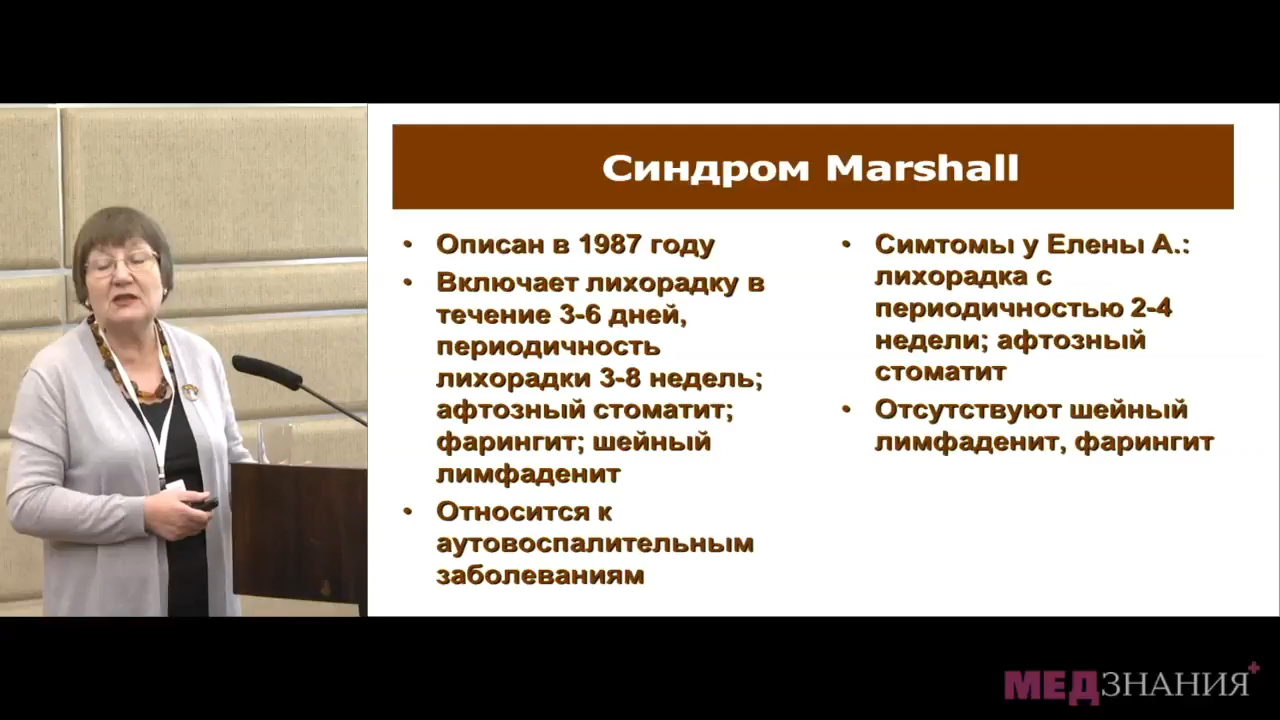 Синдром Marshall
• Описан в 1987 году
• Включает лихорадку в
течение 3-6 дней,
периодичность
лихорадки 3-8 недель;
афтозный стоматит;
фарингит; шейный
лимфаденит
• Относится к
аутовоспалительным
заболеваниям
• Симтомы у Елены А.:
лихорадка с
периодичностью 2-4
недели; афтозный
стоматит
• Отсутствуют шейный
лимфаденит, фарингит
МЕДЗНАНИЯ+